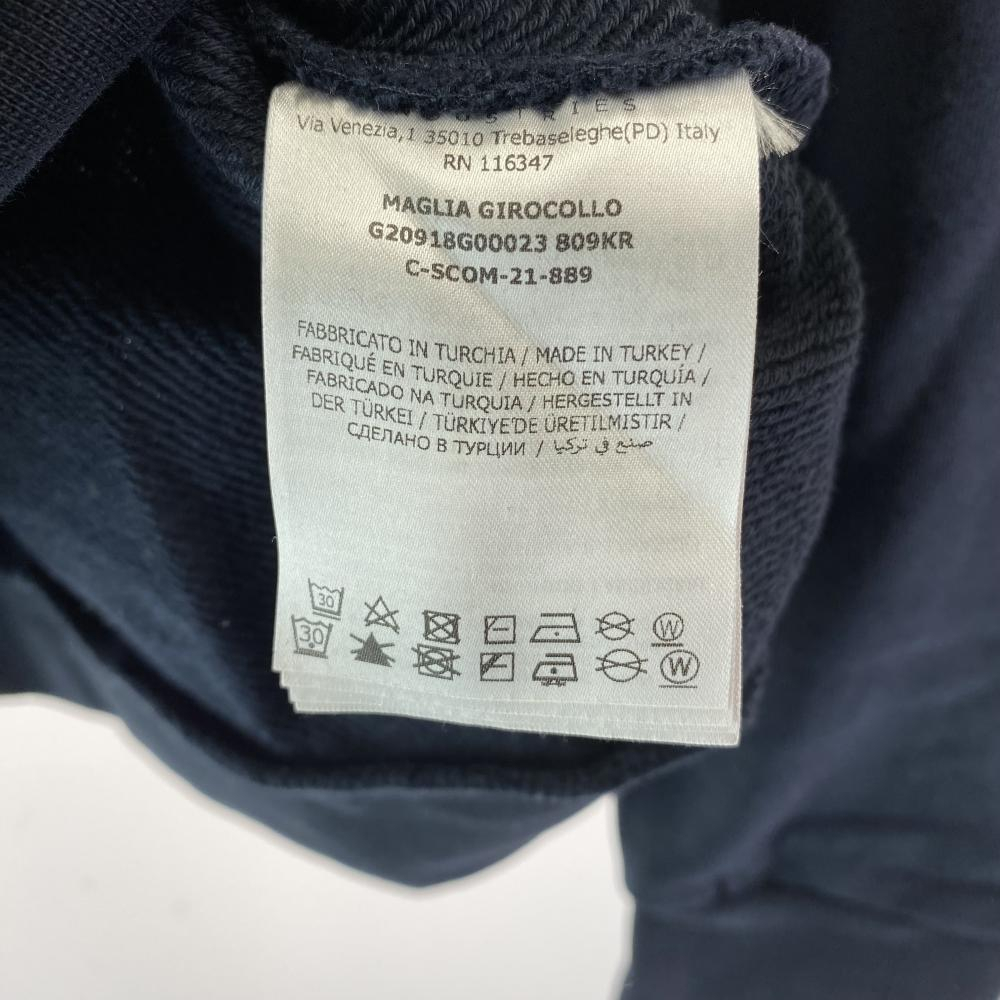 Via Venezia,1 35010 Trebaseleghe(PD) Italy
RN 116347
MAGLIA GIROCOLLO
G20918G00023 809KR
C-SCOM-21-889
FABBRICATO IN TURCHIA / MADE IN TURKEY /
FABRIQUÉ EN TURQUIE / HECHO EN TURQUÍA /
FABRICADO NA TURQUIA / HERGESTELLT IN
DER TÜRKEI / TÜRKIYE'DE ÜRETILMISTIR /
СДЕЛАНО В ТУРЦИИ / صنع في تركيا
30 W
30 W